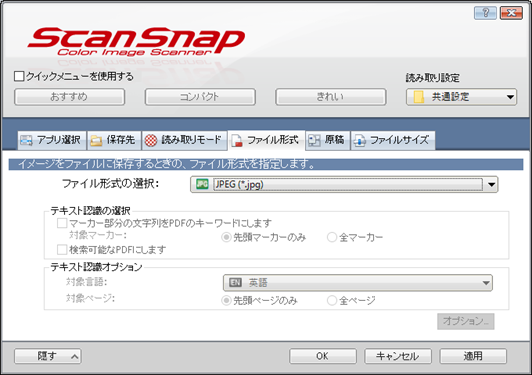 ScanSnap
Color Image Scanner
クイックメニューを使用する
読み取り設定
おすすめ
コンパクト
きれい
共通設定
アプリ選択
保存先
読み取りモード
ファイル形式
原稿
ファイルサイズ
イメージをファイルに保存するときの、ファイル形式を指定します。
ファイル形式の選択:
JPG JPEG (*.jpg)
テキスト認識の選択
マーカー部分の文字列をPDFのキーワードにします
対象マーカー:
先頭マーカーのみ
全マーカー
検索可能なPDFにします
テキスト認識オプション
対象言語:
EN 英語
対象ページ:
先頭ページのみ
全ページ
オプション...
隠す
OK
キャンセル
適用